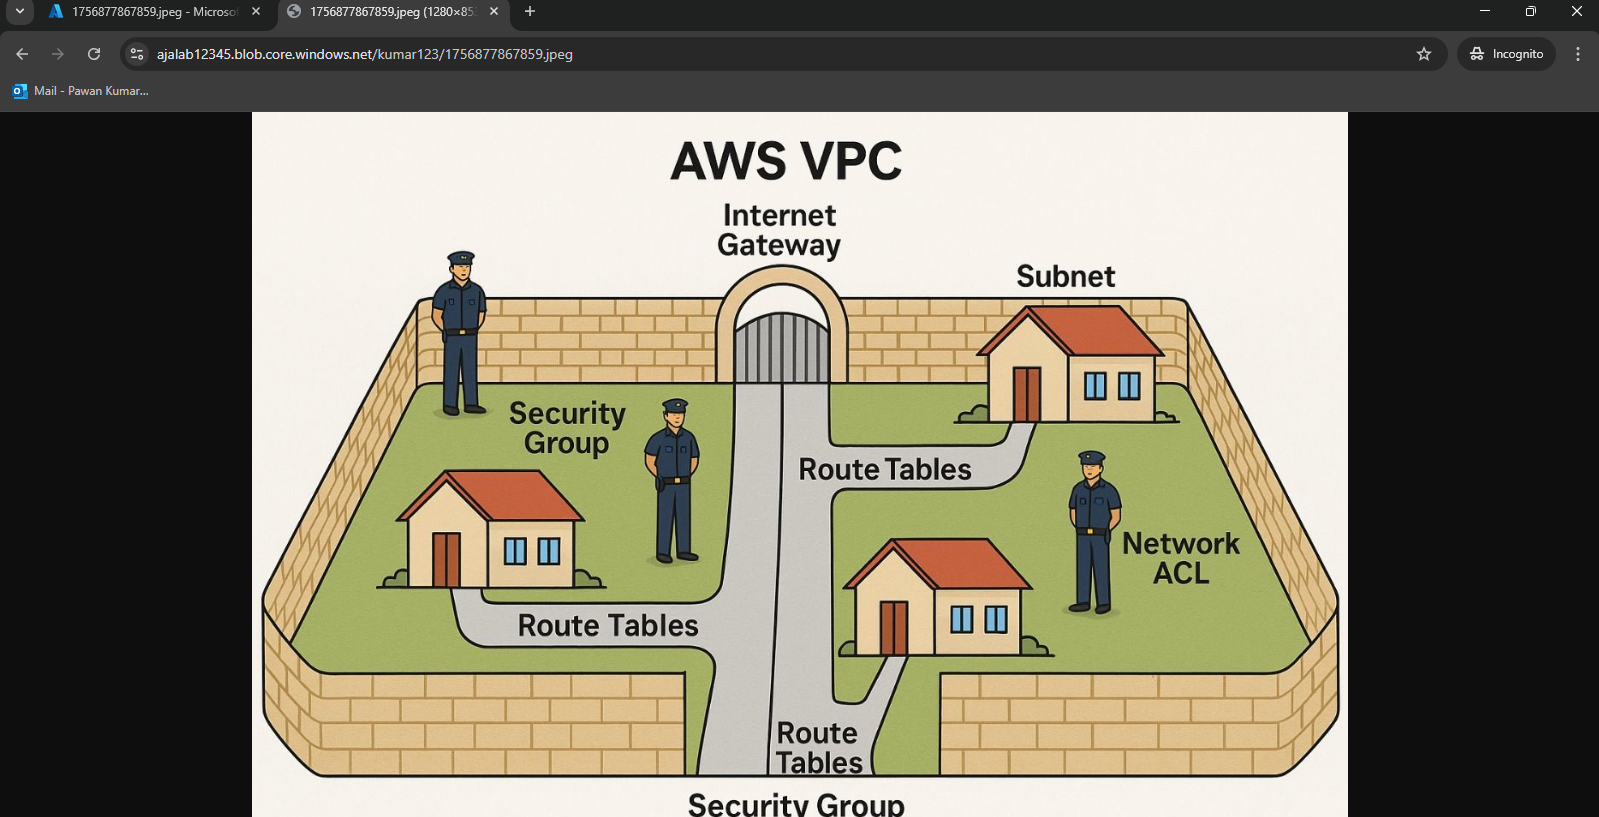 1756877867859.jpeg - Microso
1756877867859.jpeg (1280×85
ajalab12345.blob.core.windows.net/kumar123/1756877867859.jpeg
Incognito
Mail - Pawan Kumar...
AWS VPC
Internet
Gateway
Subnet
Security
Group
Route Tables
Network
ACL
Route Tables
Route
Tables
Security Group